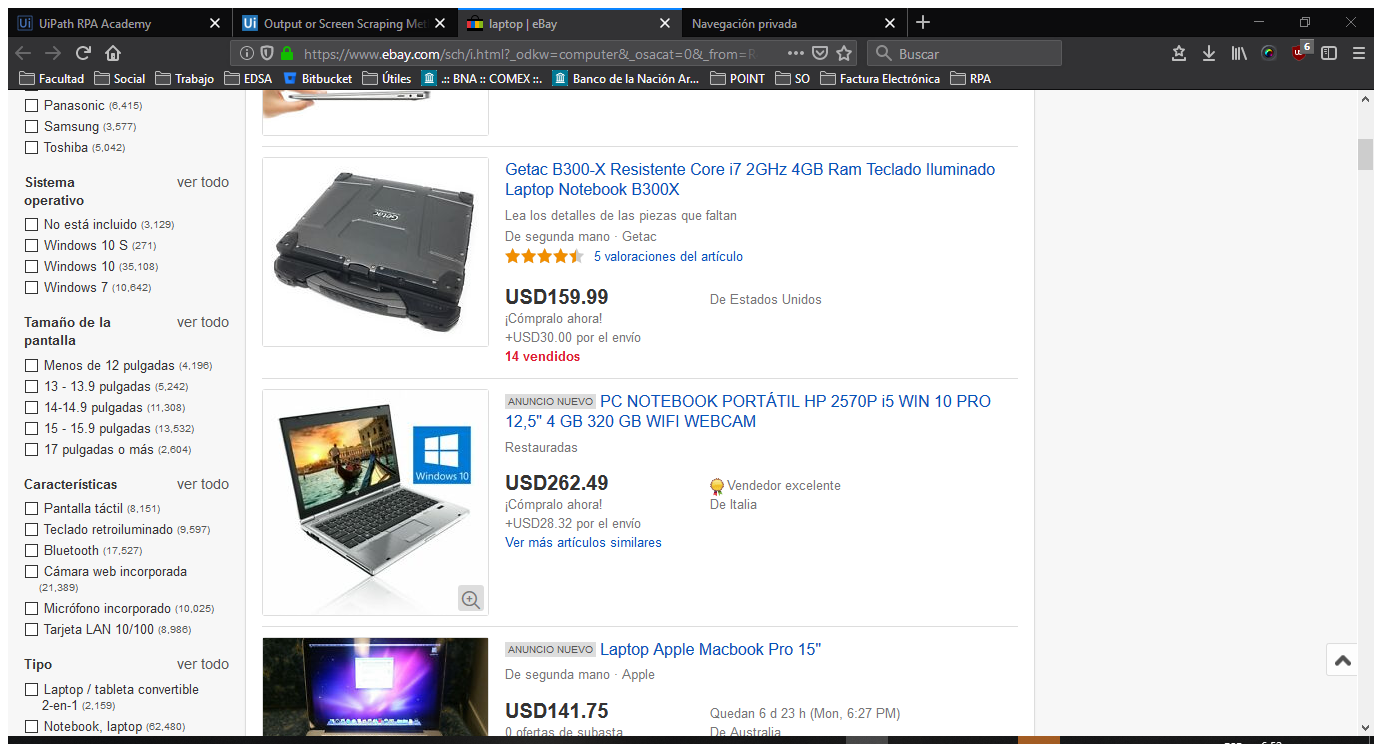 UiPath RPA Academy
Output or Screen Scraping Met
laptop | eBay
Navegación privada
https://www.ebay.com/sch/i.html?_odkw=computer&_osacat=0&_from=R
Buscar
6
Facultad
Social
Trabajo
EDSA
Bitbucket
Útiles
.:: BNA :: COMEX ::.
Banco de la Nación Ar...
POINT
SO
Factura Electrónica
RPA
Panasonic (6,415)
Samsung (3,577)
Toshiba (5,042)
Sistema operativo
ver todo
No está incluido (3,129)
Windows 10 S (271)
Windows 10 (35,108)
Windows 7 (10,642)
Tamaño de la pantalla
ver todo
Menos de 12 pulgadas (4,196)
13 - 13.9 pulgadas (5,242)
14-14.9 pulgadas (11,308)
15 - 15.9 pulgadas (13,532)
17 pulgadas o más (2,604)
Características
ver todo
Pantalla táctil (8,151)
Teclado retroiluminado (9,597)
Bluetooth (17,527)
Cámara web incorporada
(21,389)
Micrófono incorporado (10,025)
Tarjeta LAN 10/100 (8,986)
Tipo
ver todo
Laptop / tableta convertible
2-en-1 (2,159)
Notebook, laptop (62,480)
Getac
Getac B300-X Resistente Core i7 2GHz 4GB Ram Teclado Iluminado
Laptop Notebook B300X
Lea los detalles de las piezas que faltan
De segunda mano · Getac
5 valoraciones del artículo
USD159.99
De Estados Unidos
¡Cómpralo ahora!
+USD30.00 por el envío
14 vendidos
Windows 10
ANUNCIO NUEVO PC NOTEBOOK PORTÁTIL HP 2570P i5 WIN 10 PRO
12,5" 4 GB 320 GB WIFI WEBCAM
Restauradas
USD262.49
Vendedor excelente
¡Cómpralo ahora!
De Italia
+USD28.32 por el envío
Ver más artículos similares
ANUNCIO NUEVO Laptop Apple Macbook Pro 15"
De segunda mano · Apple
USD141.75
Quedan 6 d 23 h (Mon, 6:27 PM)
0 ofertas de subasta
De Australia